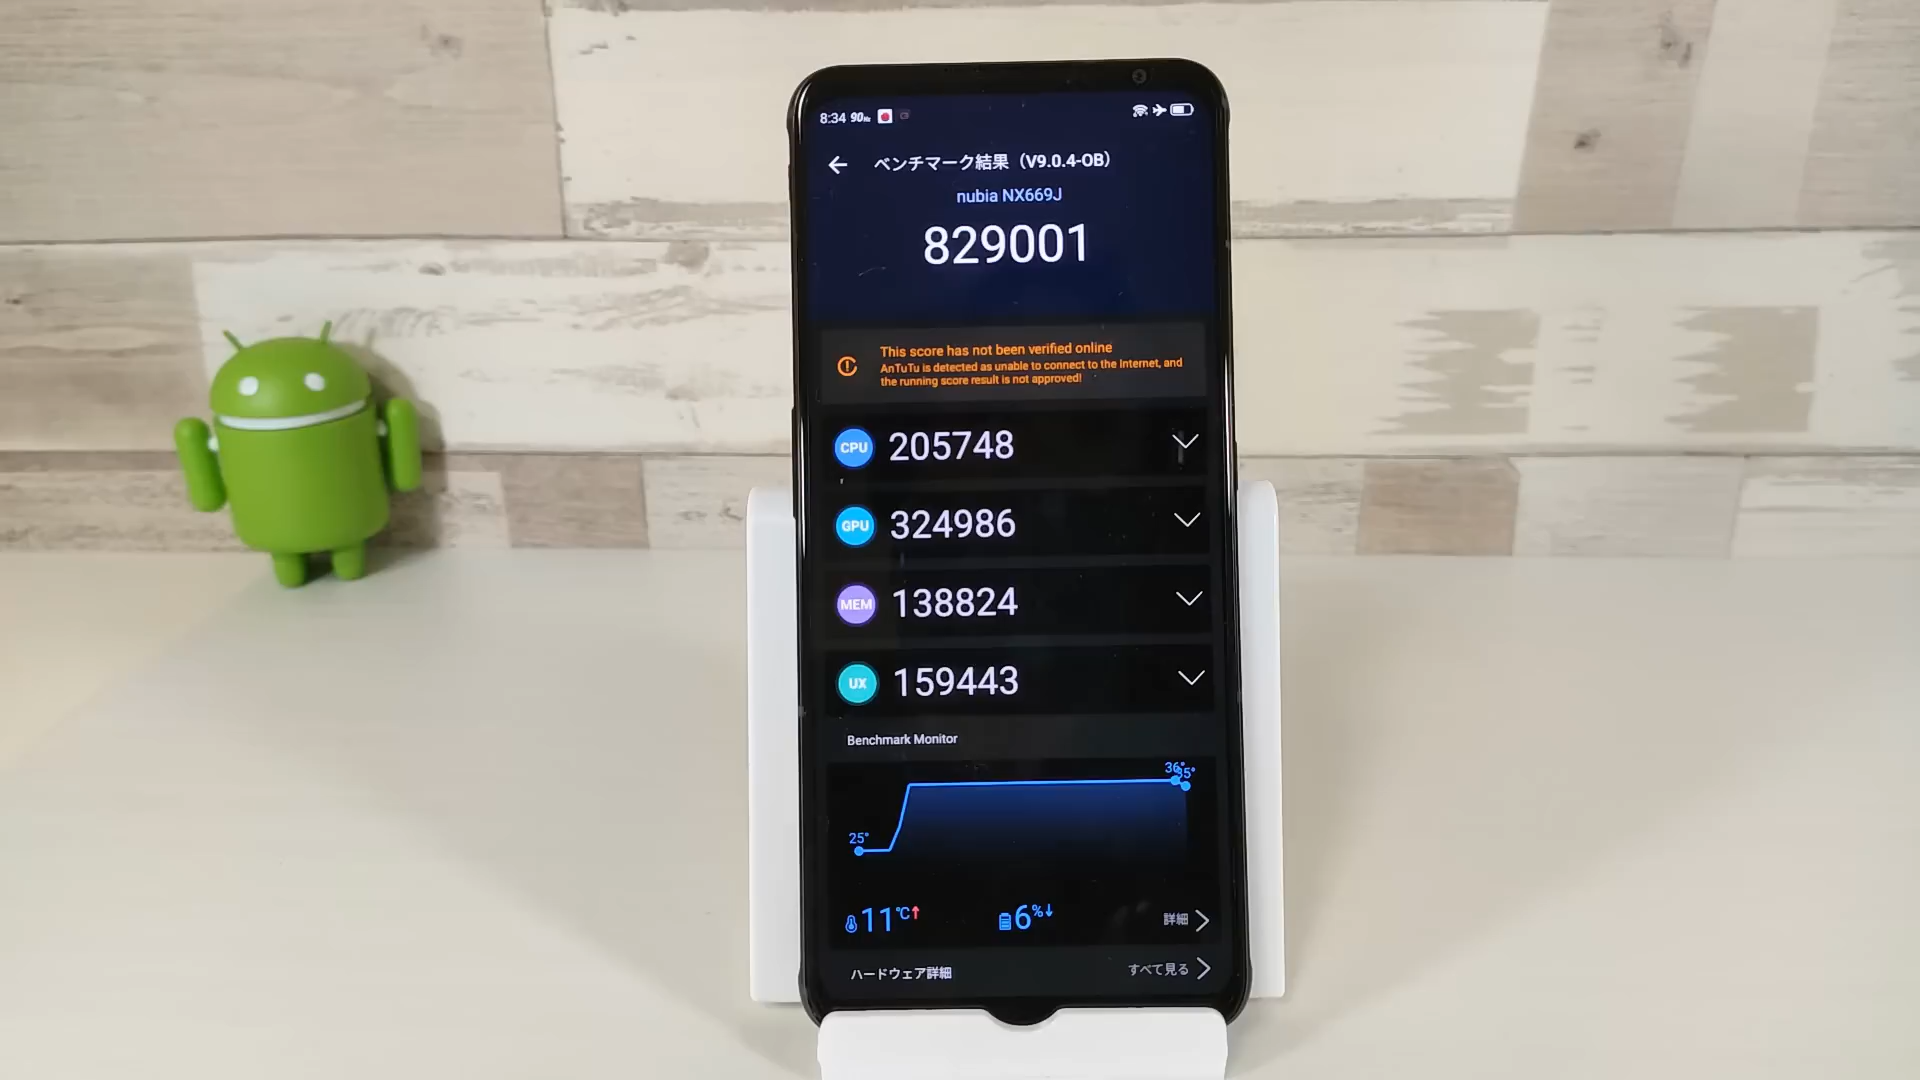 8:34 90Hz
ベンチマーク結果（V9.0.4-OB）
nubia NX669J
829001
This score has not been verified online
AnTuTu is detected as unable to connect to the Internet, and
the running score result is not approved!
CPU 205748
GPU 324986
MEM 138824
UX 159443
Benchmark Monitor
36°
35°
25°
11℃↑ 6%↓ 詳細
ハードウェア詳細 すべて見る